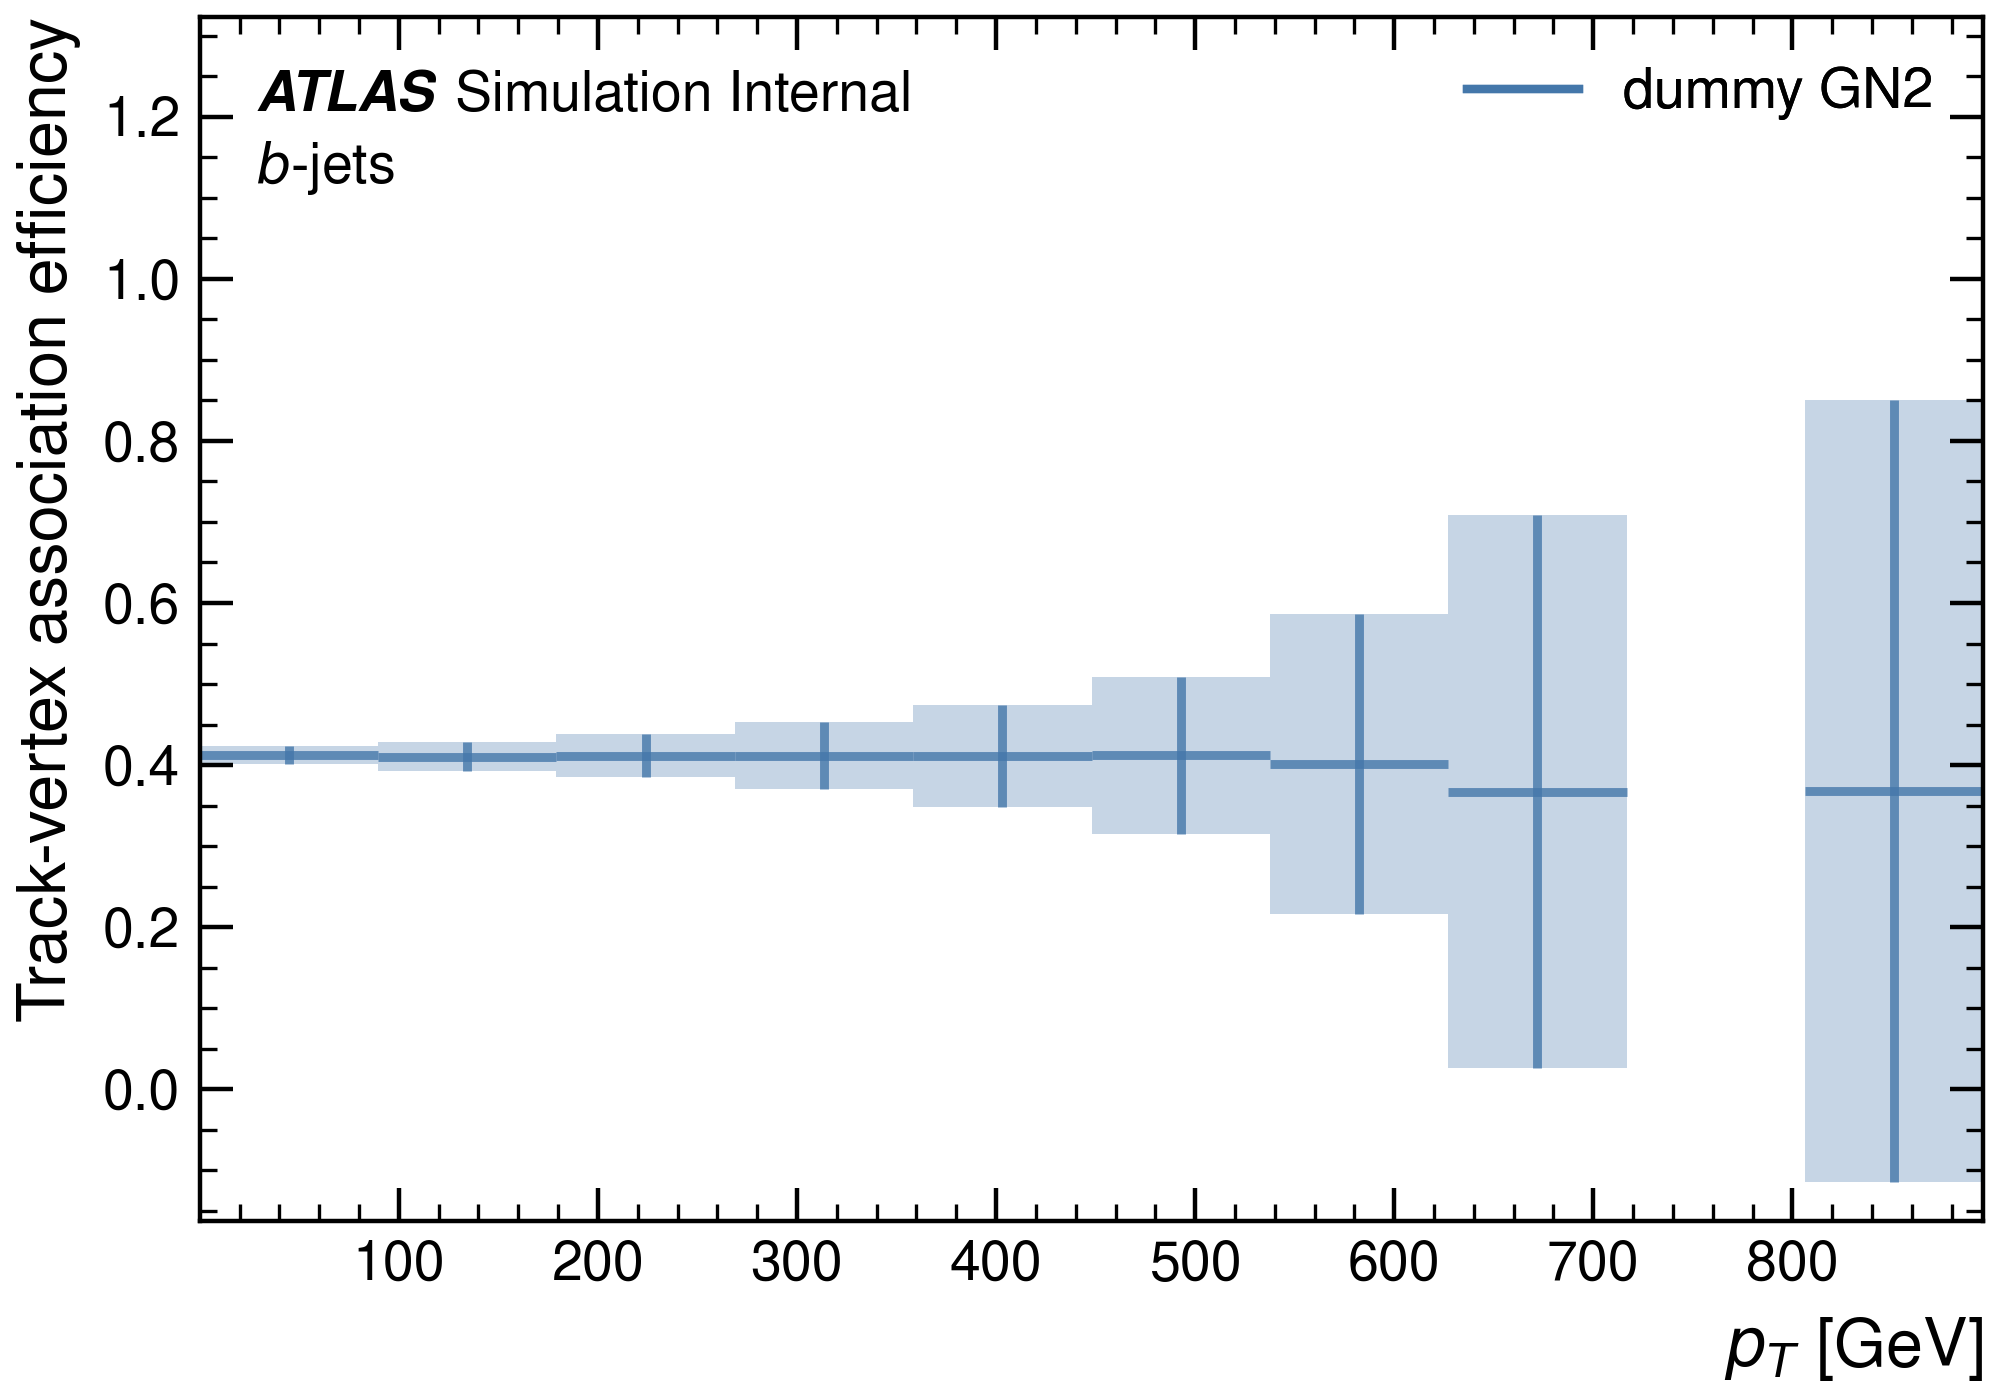 Track-vertex association efficiency
ATLAS Simulation Internal
b-jets
dummy GN2
1.2
1.0
0.8
0.6
0.4
0.2
0.0
100 200 300 400 500 600 700 800
pT [GeV]